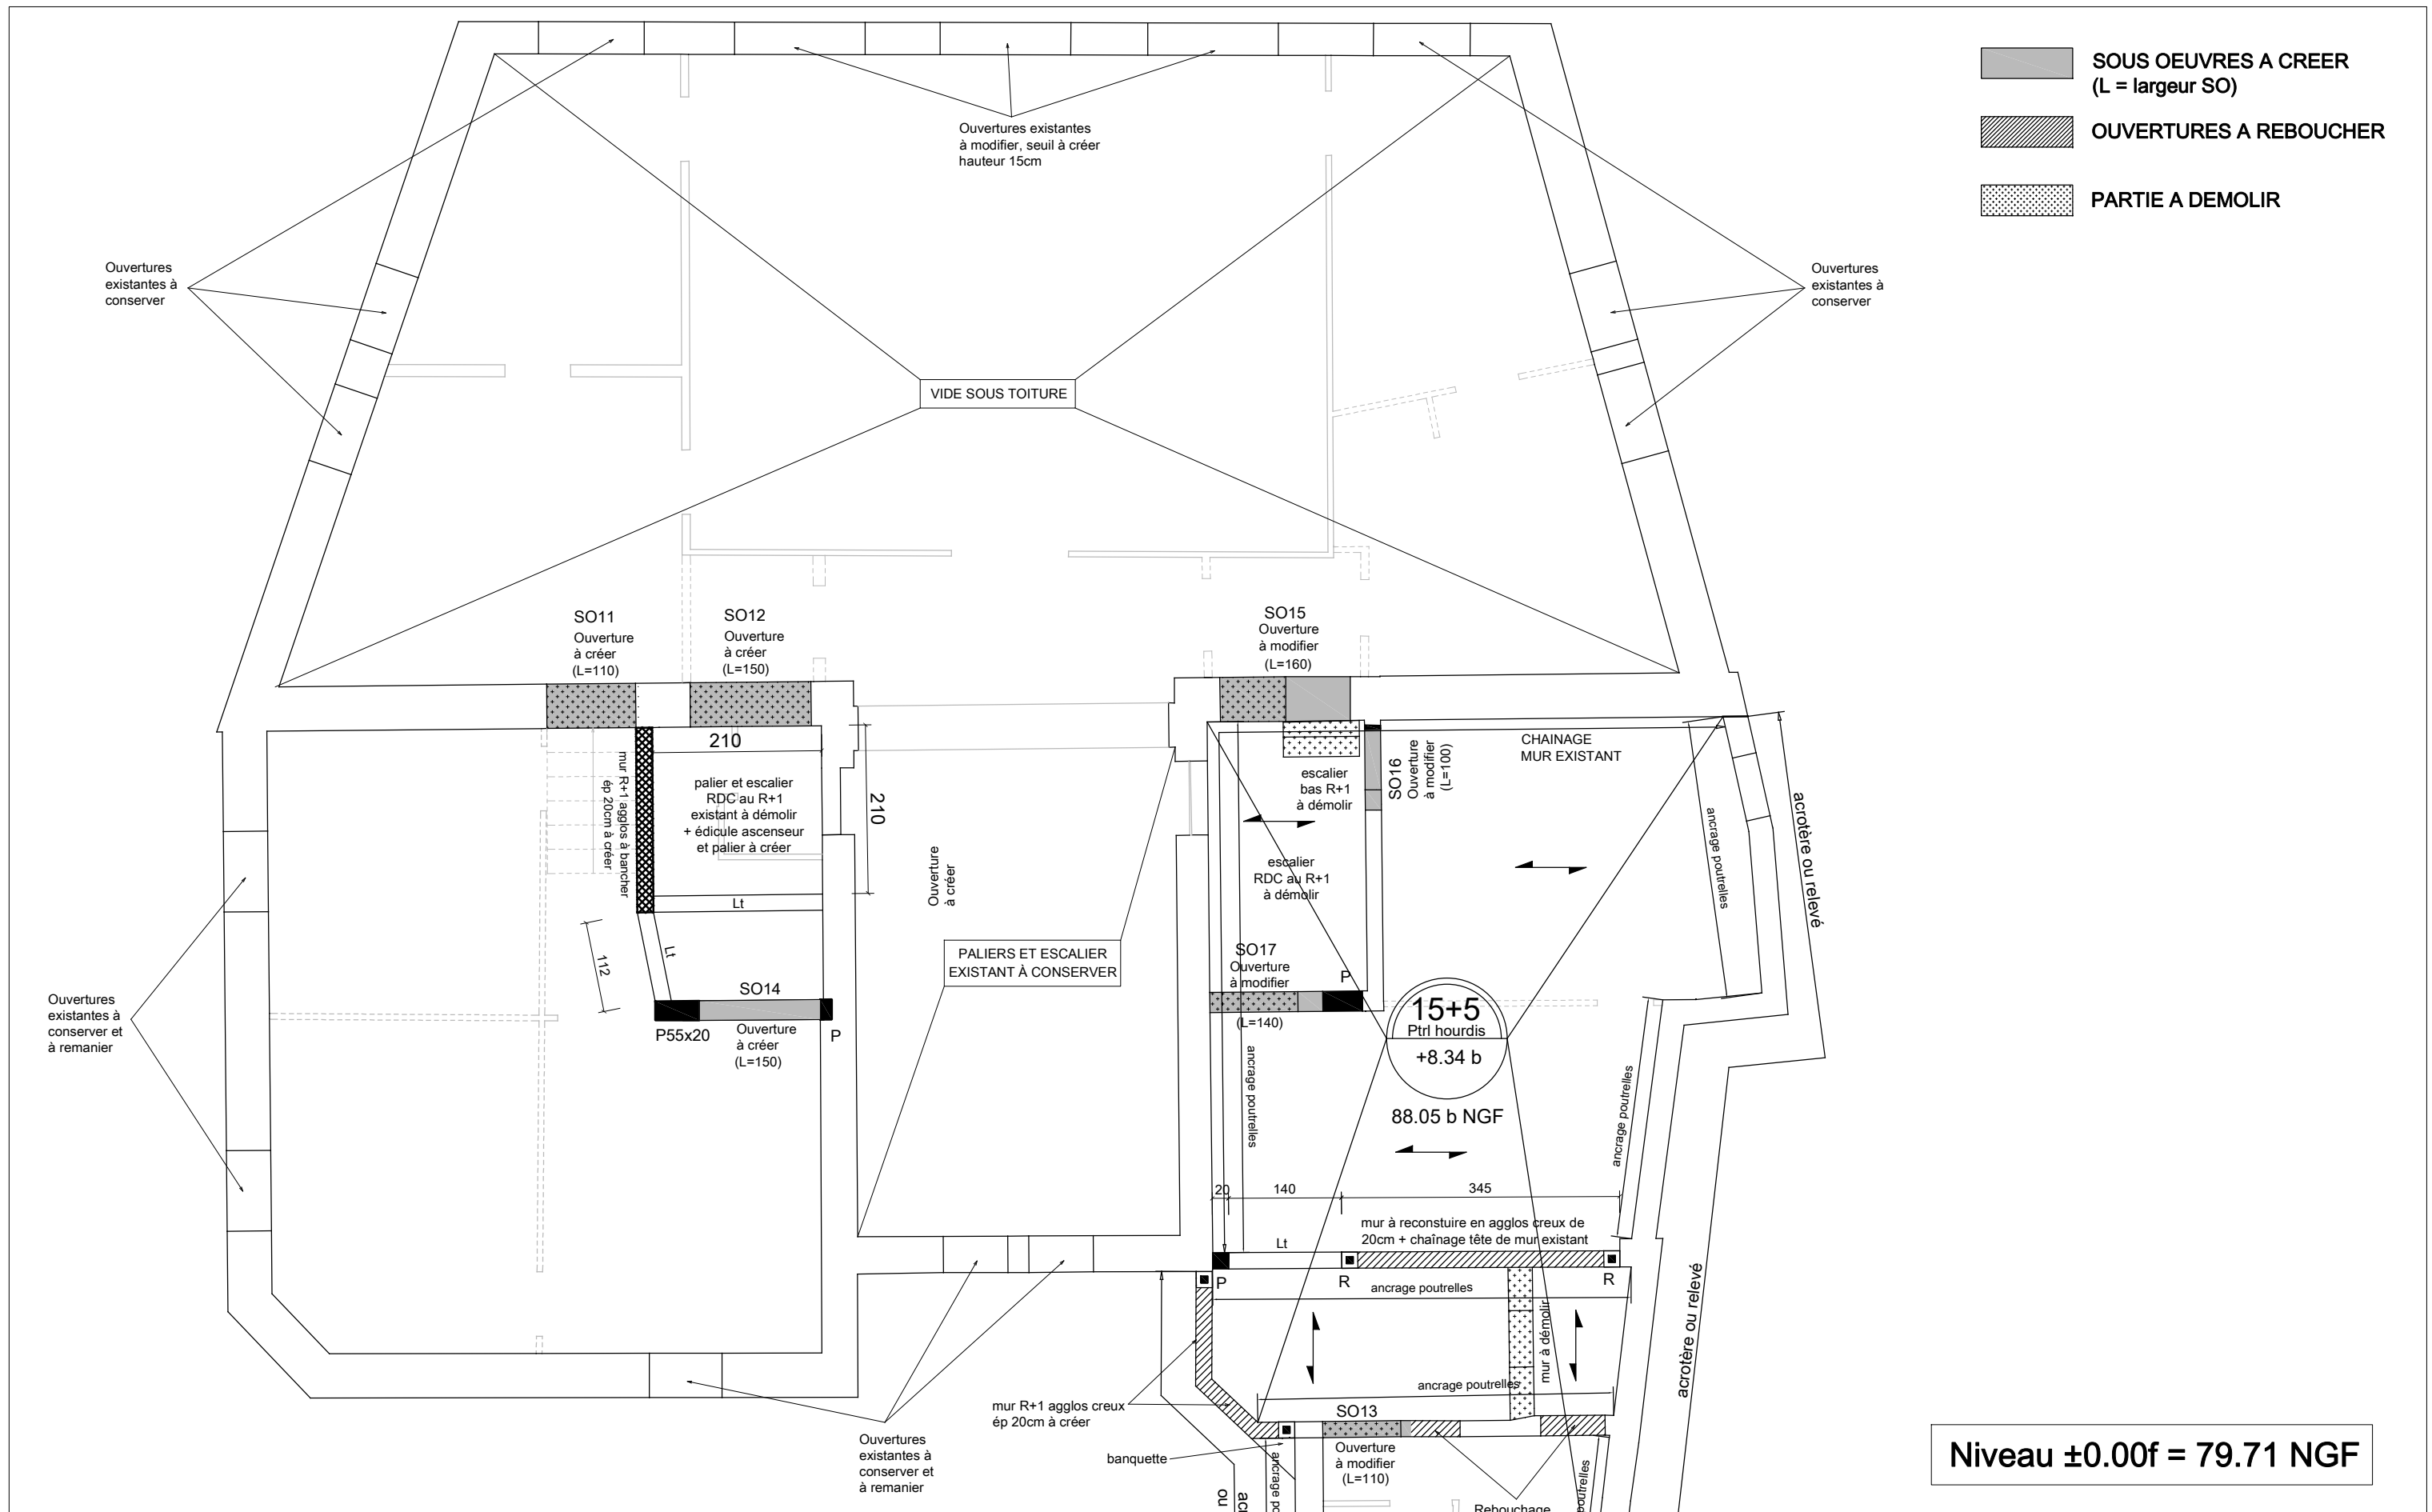 SOUS OEUVRES A CREER
(L = largeur SO)
OUVERTURES A REBOUCHER
PARTIE A DEMOLIR
Ouvertures existantes
à modifier, seuil à créer
hauteur 15cm
Ouvertures
existantes à
conserver
Ouvertures
existantes à
conserver
VIDE SOUS TOITURE
SO11
Ouverture
à créer
(L=110)
SO12
Ouverture
à créer
(L=150)
SO15
Ouverture
à modifier
(L=160)
210
mur R+1 agglos à bancher
ép 20cm à créer
palier et escalier
RDC au R+1
existant à démolir
+ édicule ascenseur
et palier à créer
210
Lt
Lt
112
SO14
P55x20
Ouverture
à créer
(L=150)
P
Ouverture
à créer
PALIERS ET ESCALIER
EXISTANT À CONSERVER
escalier
bas R+1
à démolir
SO16
Ouverture
à modifier
(L=100)
CHAINAGE
MUR EXISTANT
escalier
RDC au R+1
à démolir
SO17
Ouverture
à modifier
(L=140)
P
ancrage poutrelles
acrotère ou relevé
15+5
Ptrl hourdis
+8.34 b
88.05 b NGF
ancrage poutrelles
ancrage poutrelles
Ouvertures
existantes à
conserver et
à remanier
20
140
345
mur à reconstuire en agglos creux de
20cm + chaînage tête de mur existant
Lt
P
R
R
ancrage poutrelles
mur à démolir
acrotère ou relevé
ancrage poutrelles
mur R+1 agglos creux
ép 20cm à créer
SO13
Ouverture
à modifier
(L=110)
banquette
Ouvertures
existantes à
conserver et
à remanier
ou
Rebouchage
Niveau ±0.00f = 79.71 NGF